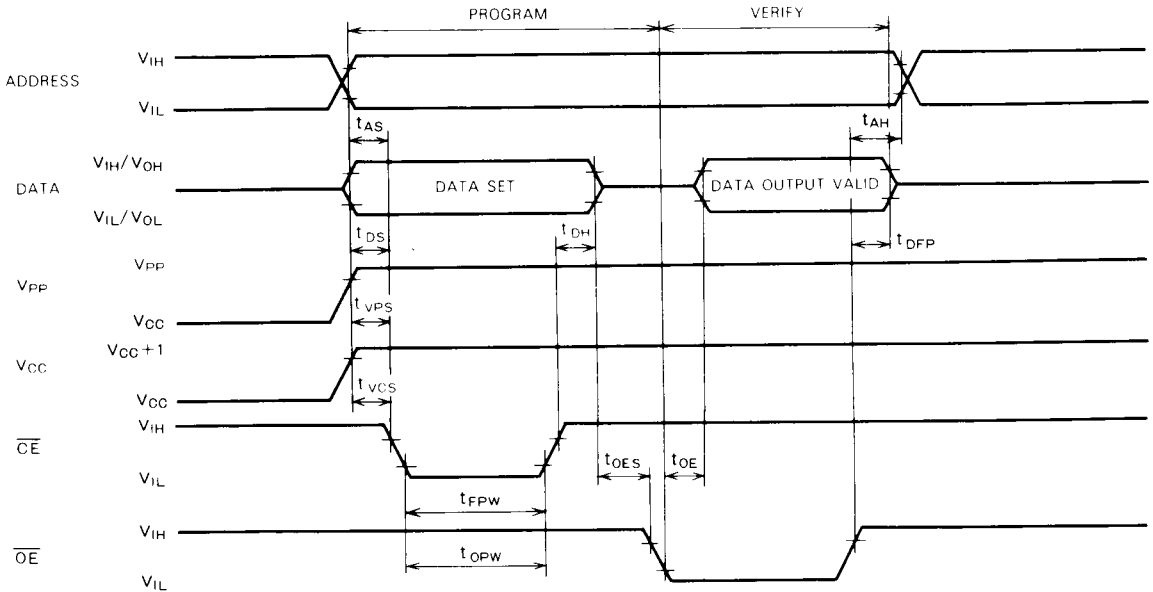 PROGRAM VERIFY
ADDRESS
VIH
VIL
tAS
tAH
DATA
VIH/VOH
VIL/VOL
DATA SET
DATA OUTPUT VALID
tDS
tDH
tDFP
VPP
VPP
VCC
tVPS
VCC
VCC+1
VCC
tVCS
CE
VIH
VIL
tOES
tOE
tFPW
OE
VIH
VIL
tOPW